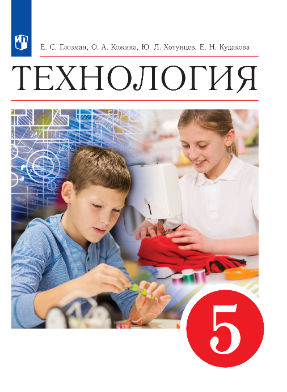 Е. С. Глозман, О. А. Кожина, Ю. Л. Хотунцев, Е. Н. Кудакова
ТЕХНОЛОГИЯ
5